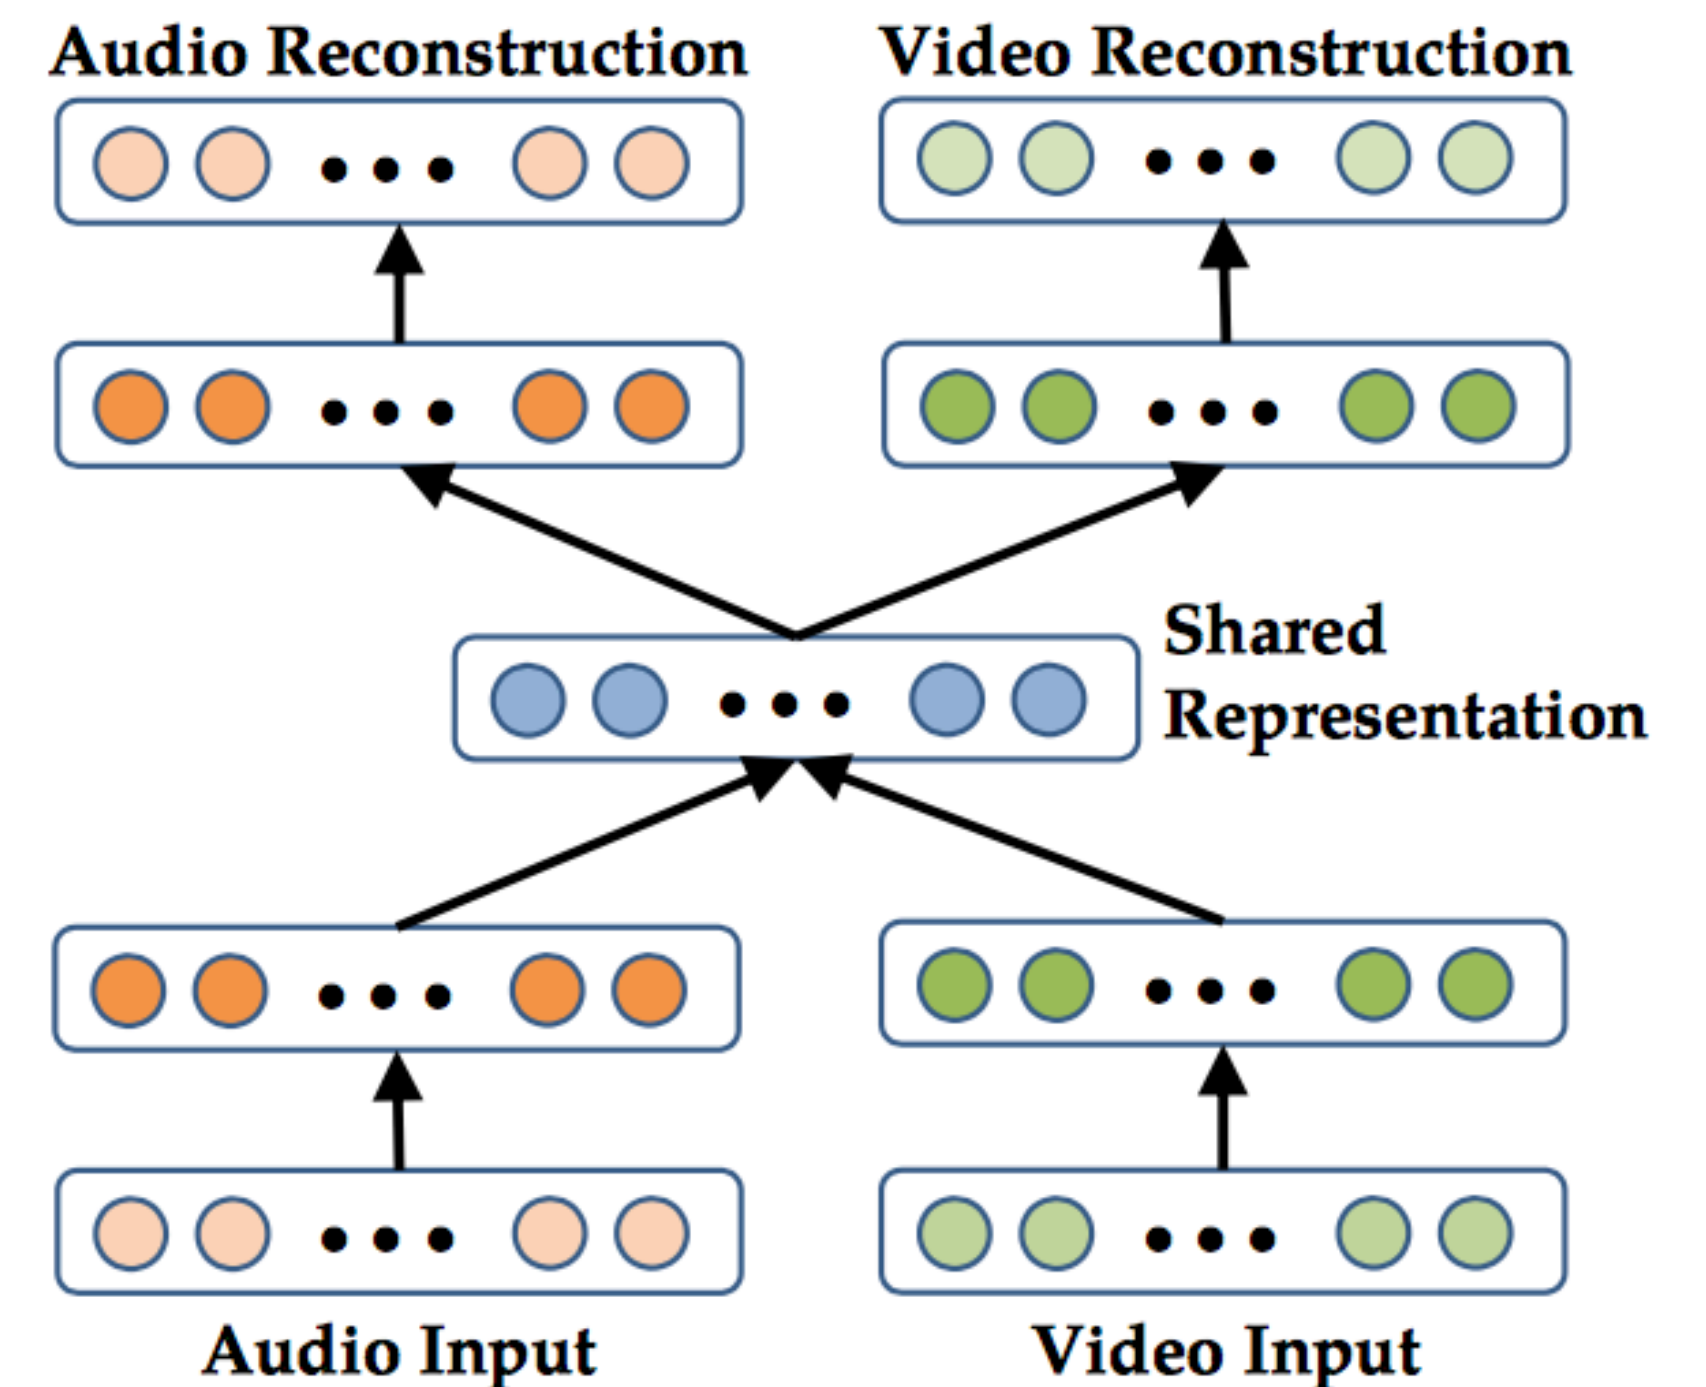 Audio Reconstruction
Video Reconstruction
Shared
Representation
Audio Input
Video Input